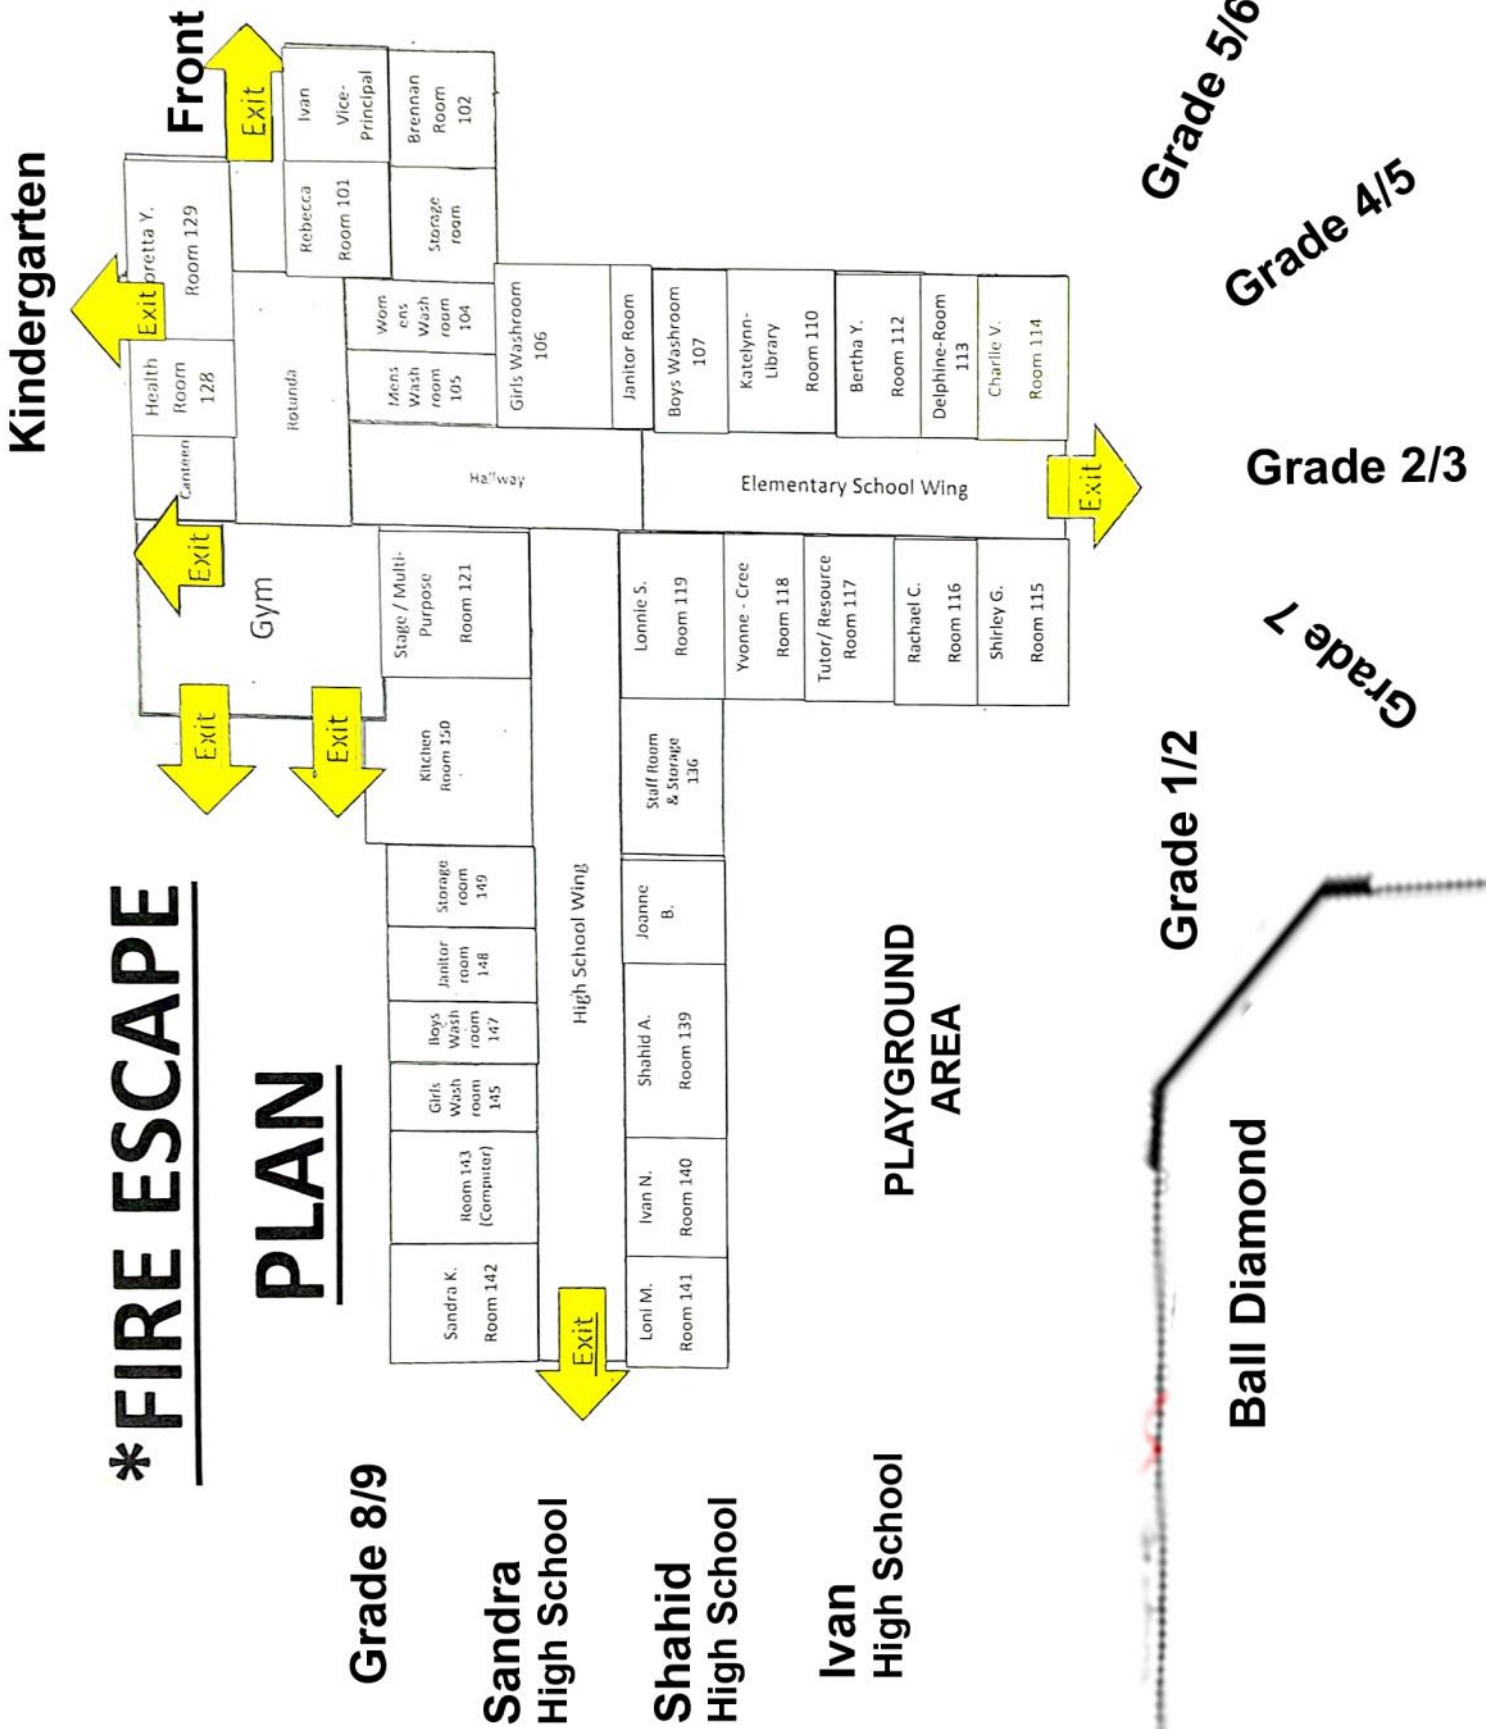 *FIRE ESCAPE
PLAN
Kindergarten
Front
Exit
Exit
Exit
Exit
Exit
Exit
Exit
Health
Room
128
Room 129
Canteen
Gym
Rotunda
Ivan
Vice-
Principal
Rebecca
Room 101
Brennan
Room
102
Storage
room
Wom
ens
Wash
room
104
Mens
Wash
room
105
Girls Washroom
106
Janitor Room
Boys Washroom
107
Katelynn-
Library
Room 110
Bertha Y.
Room 112
Delphine-Room
113
Charlie V.
Room 114
Hallway
Elementary School Wing
Stage / Multi-
Purpose
Room 121
Kitchen
Room 150
Storage
room
149
Janitor
room
148
Boys
Wash
room
147
Girls
Wash
room
145
Room 143
(Computer)
Sandra K.
Room 142
High School Wing
Lonnie S.
Room 119
Yvonne - Cree
Room 118
Tutor/ Resource
Room 117
Rachael C.
Room 116
Shirley G.
Room 115
Staff Room
& Storage
136
Joanne
B.
Shahid A.
Room 139
Ivan N.
Room 140
Loni M.
Room 141
Grade 8/9
Sandra
High School
Shahid
High School
Ivan
High School
PLAYGROUND
AREA
Ball Diamond
Grade 1/2
Grade 7
Grade 2/3
Grade 4/5
Grade 5/6